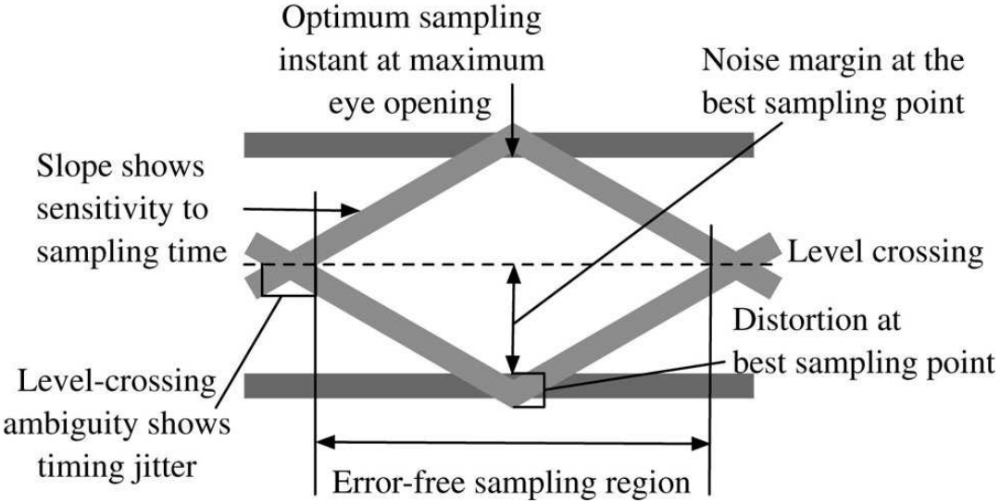 Optimum sampling
instant at maximum
eye opening
Noise margin at the
best sampling point
Slope shows
sensitivity to
sampling time
Level crossing
Distortion at
best sampling point
Level-crossing
ambiguity shows
timing jitter
Error-free sampling region